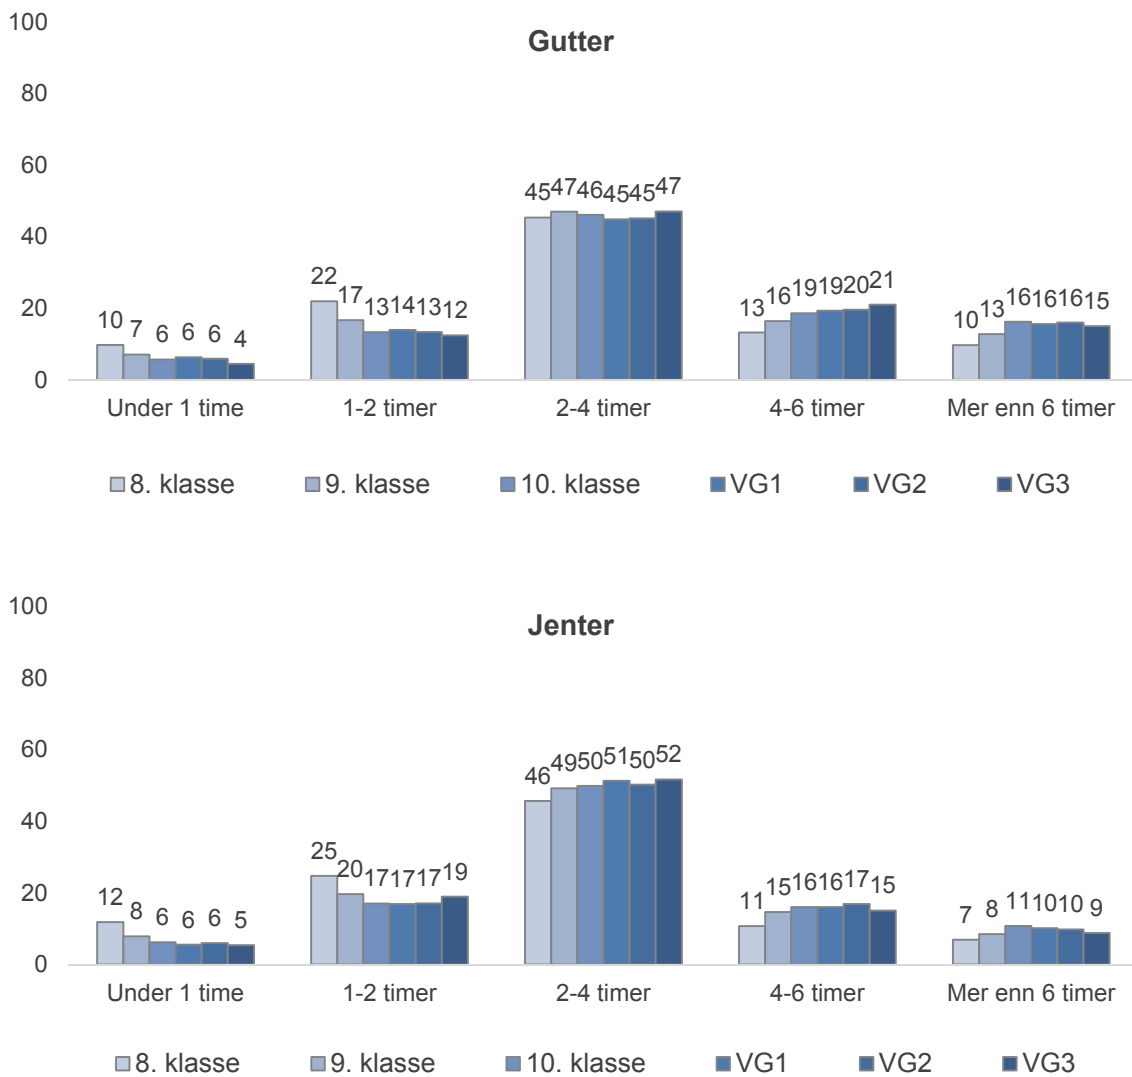 Gutter
100
80
60
40
20
0
10 7 6 6 6 4 22 17 13 14 13 12 45 47 46 45 45 47 13 16 19 19 20 21 10 13 16 16 16 15
Under 1 time 1-2 timer 2-4 timer 4-6 timer Mer enn 6 timer
8. klasse 9. klasse 10. klasse VG1 VG2 VG3
Jenter
100
80
60
40
20
0
12 8 6 6 6 5 25 20 17 17 17 19 46 49 50 51 50 52 11 15 16 16 17 15 7 8 11 10 10 9
Under 1 time 1-2 timer 2-4 timer 4-6 timer Mer enn 6 timer
8. klasse 9. klasse 10. klasse VG1 VG2 VG3